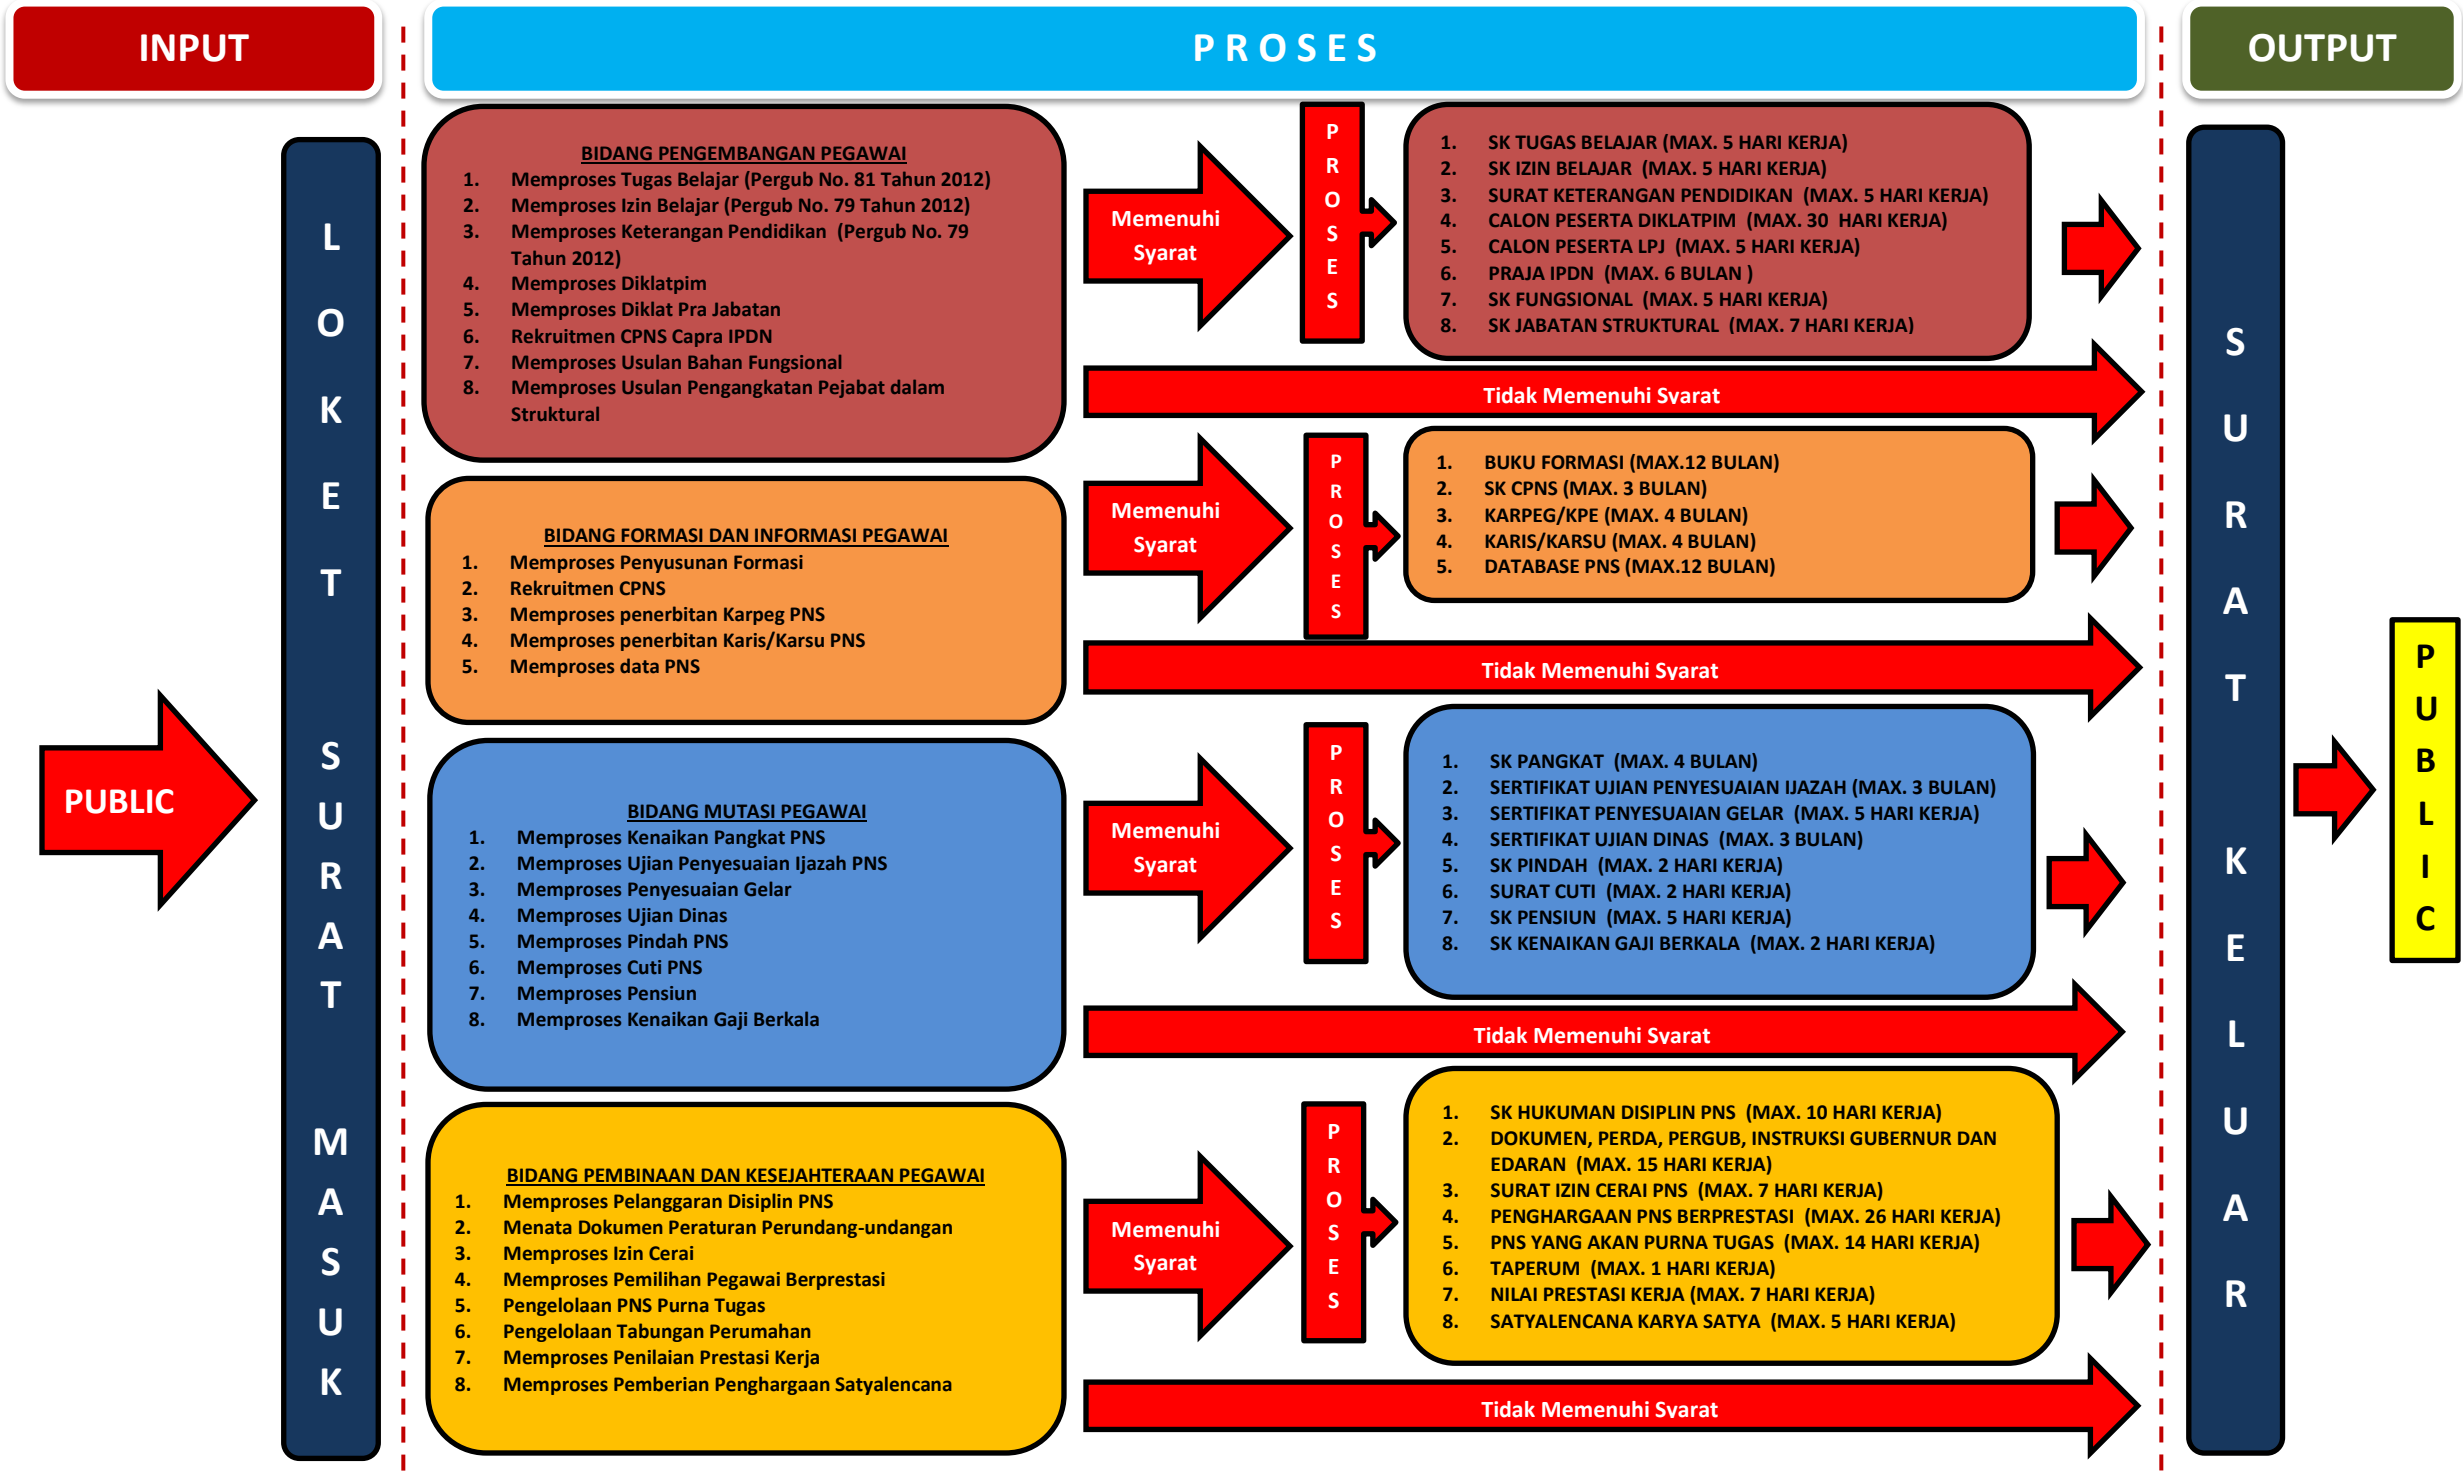 INPUT
P R O S E S
OUTPUT
PUBLIC
LOKET SURAT MASUK
BIDANG PENGEMBANGAN PEGAWAI
1. Memproses Tugas Belajar (Pergub No. 81 Tahun 2012)
2. Memproses Izin Belajar (Pergub No. 79 Tahun 2012)
3. Memproses Keterangan Pendidikan (Pergub No. 79
Tahun 2012)
4. Memproses Diklatpim
5. Memproses Diklat Pra Jabatan
6. Rekruitmen CPNS Capra IPDN
7. Memproses Usulan Bahan Fungsional
8. Memproses Usulan Pengangkatan Pejabat dalam
Struktural
Memenuhi
Syarat
PROSES
1. SK TUGAS BELAJAR (MAX. 5 HARI KERJA)
2. SK IZIN BELAJAR (MAX. 5 HARI KERJA)
3. SURAT KETERANGAN PENDIDIKAN (MAX. 5 HARI KERJA)
4. CALON PESERTA DIKLATPIM (MAX. 30 HARI KERJA)
5. CALON PESERTA LPJ (MAX. 5 HARI KERJA)
6. PRAJA IPDN (MAX. 6 BULAN )
7. SK FUNGSIONAL (MAX. 5 HARI KERJA)
8. SK JABATAN STRUKTURAL (MAX. 7 HARI KERJA)
Tidak Memenuhi Syarat
BIDANG FORMASI DAN INFORMASI PEGAWAI
1. Memproses Penyusunan Formasi
2. Rekruitmen CPNS
3. Memproses penerbitan Karpeg PNS
4. Memproses penerbitan Karis/Karsu PNS
5. Memproses data PNS
Memenuhi
Syarat
PROSES
1. BUKU FORMASI (MAX.12 BULAN)
2. SK CPNS (MAX. 3 BULAN)
3. KARPEG/KPE (MAX. 4 BULAN)
4. KARIS/KARSU (MAX. 4 BULAN)
5. DATABASE PNS (MAX.12 BULAN)
Tidak Memenuhi Syarat
BIDANG MUTASI PEGAWAI
1. Memproses Kenaikan Pangkat PNS
2. Memproses Ujian Penyesuaian Ijazah PNS
3. Memproses Penyesuaian Gelar
4. Memproses Ujian Dinas
5. Memproses Pindah PNS
6. Memproses Cuti PNS
7. Memproses Pensiun
8. Memproses Kenaikan Gaji Berkala
Memenuhi
Syarat
PROSES
1. SK PANGKAT (MAX. 4 BULAN)
2. SERTIFIKAT UJIAN PENYESUAIAN IJAZAH (MAX. 3 BULAN)
3. SERTIFIKAT PENYESUAIAN GELAR (MAX. 5 HARI KERJA)
4. SERTIFIKAT UJIAN DINAS (MAX. 3 BULAN)
5. SK PINDAH (MAX. 2 HARI KERJA)
6. SURAT CUTI (MAX. 2 HARI KERJA)
7. SK PENSIUN (MAX. 5 HARI KERJA)
8. SK KENAIKAN GAJI BERKALA (MAX. 2 HARI KERJA)
Tidak Memenuhi Syarat
BIDANG PEMBINAAN DAN KESEJAHTERAAN PEGAWAI
1. Memproses Pelanggaran Disiplin PNS
2. Menata Dokumen Peraturan Perundang-undangan
3. Memproses Izin Cerai
4. Memproses Pemilihan Pegawai Berprestasi
5. Pengelolaan PNS Purna Tugas
6. Pengelolaan Tabungan Perumahan
7. Memproses Penilaian Prestasi Kerja
8. Memproses Pemberian Penghargaan Satyalencana
Memenuhi
Syarat
PROSES
1. SK HUKUMAN DISIPLIN PNS (MAX. 10 HARI KERJA)
2. DOKUMEN, PERDA, PERGUB, INSTRUKSI GUBERNUR DAN
EDARAN (MAX. 15 HARI KERJA)
3. SURAT IZIN CERAI PNS (MAX. 7 HARI KERJA)
4. PENGHARGAAN PNS BERPRESTASI (MAX. 26 HARI KERJA)
5. PNS YANG AKAN PURNA TUGAS (MAX. 14 HARI KERJA)
6. TAPERUM (MAX. 1 HARI KERJA)
7. NILAI PRESTASI KERJA (MAX. 7 HARI KERJA)
8. SATYALENCANA KARYA SATYA (MAX. 5 HARI KERJA)
Tidak Memenuhi Syarat
SURAT KELUAR
PUBLIC